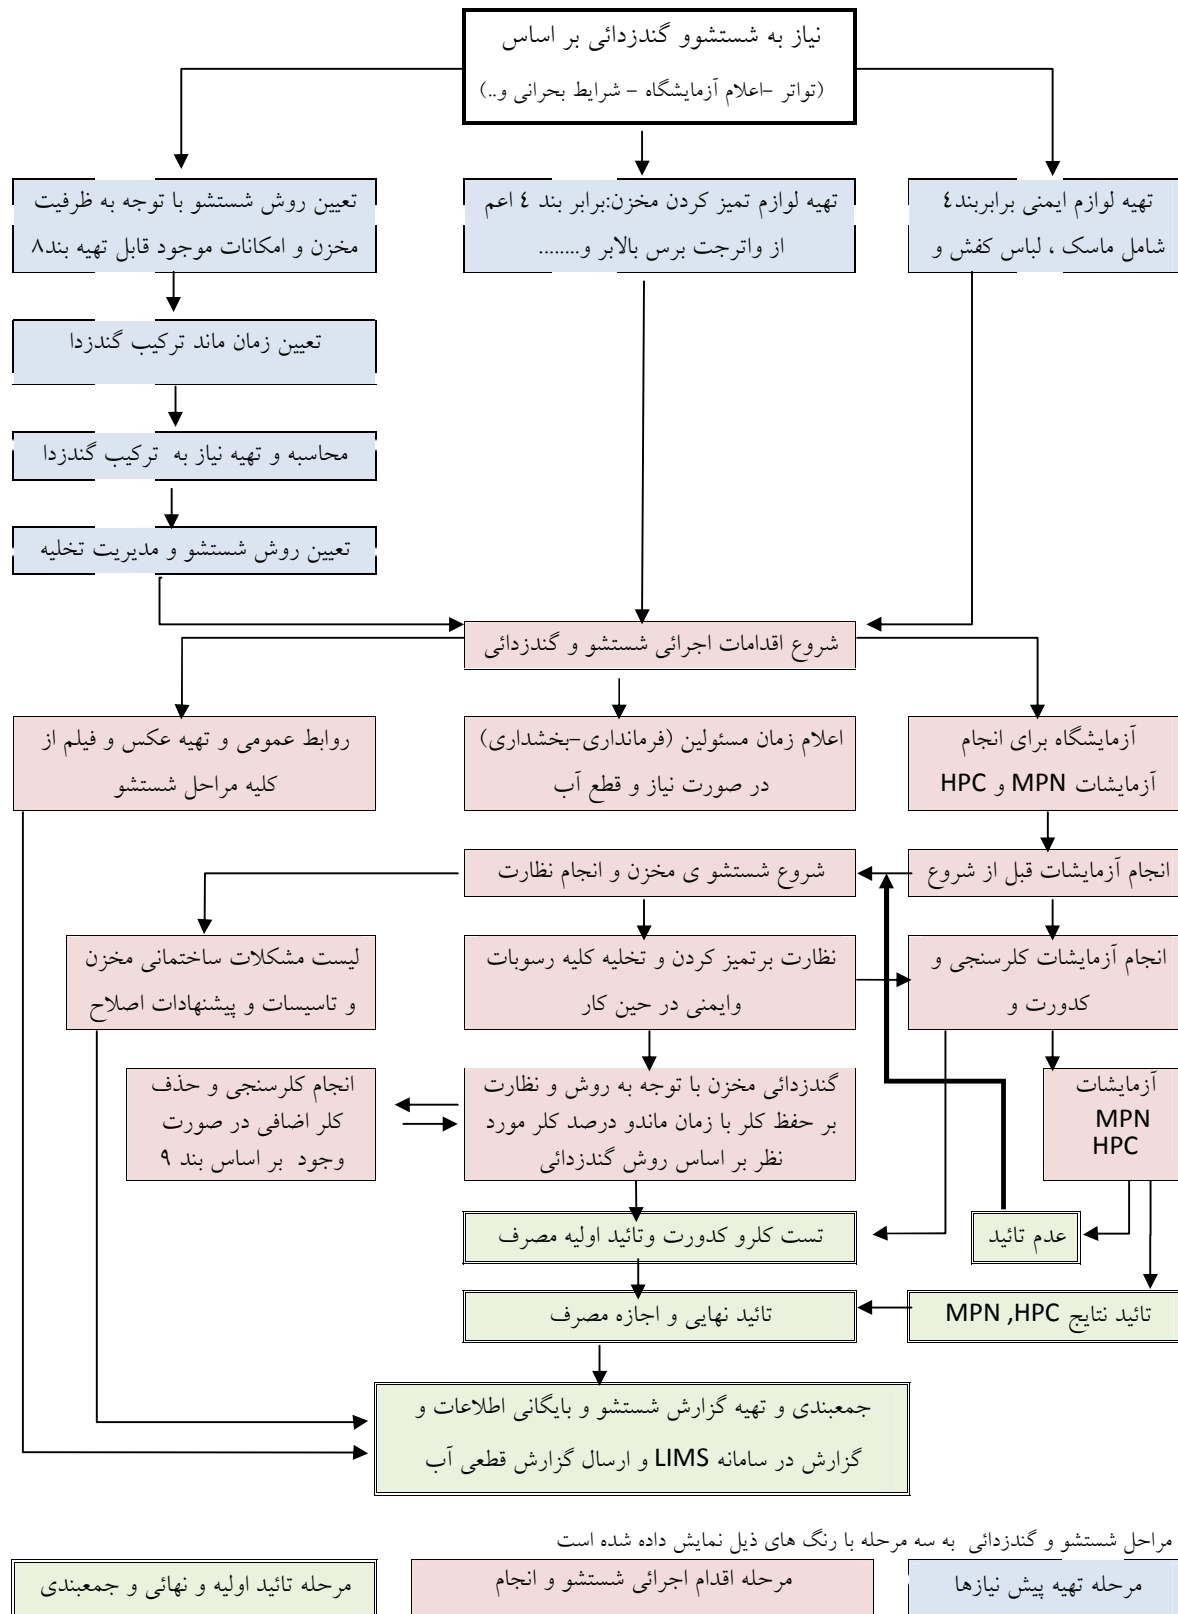 نیاز به شستشوو گندزدائی بر اساس
(تواتر –اعلام آزمایشگاه – شرایط بحرانی و..)
تهیه لوازم ایمنی برابربند٤
شامل ماسک ، لباس کفش و
تهیه لوازم تمیز کردن مخزن:برابر بند ٤ اعم
از واترجت برس بالابر و........
تعیین روش شستشو با توجه به ظرفیت
مخزن و امکانات موجود قابل تهیه بند۸
تعیین زمان ماند ترکیب گندزدا
محاسبه و تهیه نیاز به ترکیب گندزدا
تعیین روش شستشو و مدیریت تخلیه
شروع اقدامات اجرائی شستشو و گندزدائی
آزمایشگاه برای انجام
آزمایشات MPN و HPC
اعلام زمان مسئولین (فرمانداری-بخشداری)
در صورت نیاز و قطع آب
روابط عمومی و تهیه عکس و فیلم از
کلیه مراحل شستشو
انجام آزمایشات قبل از شروع
شروع شستشو ی مخزن و انجام نظارت
انجام آزمایشات کلرسنجی و
کدورت و
نظارت برتمیز کردن و تخلیه کلیه رسوبات
وایمنی در حین کار
لیست مشکلات ساختمانی مخزن
و تاسیسات و پیشنهادات اصلاح
آزمایشات
MPN
HPC
گندزدائی مخزن با توجه به روش و نظارت
بر حفظ کلر با زمان ماندو درصد کلر مورد
نظر بر اساس روش گندزدائی
انجام کلرسنجی و حذف
کلر اضافی در صورت
وجود بر اساس بند ۹
عدم تائید
تست کلرو کدورت وتائید اولیه مصرف
تائید نتایج MPN ,HPC
تائید نهایی و اجازه مصرف
جمعبندی و تهیه گزارش شستشو و بایگانی اطلاعات و
گزارش در سامانه LIMS و ارسال گزارش قطعی آب
مراحل شستشو و گندزدائی به سه مرحله با رنگ های ذیل نمایش داده شده است
مرحله تهیه پیش نیازها
مرحله اقدام اجرائی شستشو و انجام
مرحله تائید اولیه و نهائی و جمعبندی